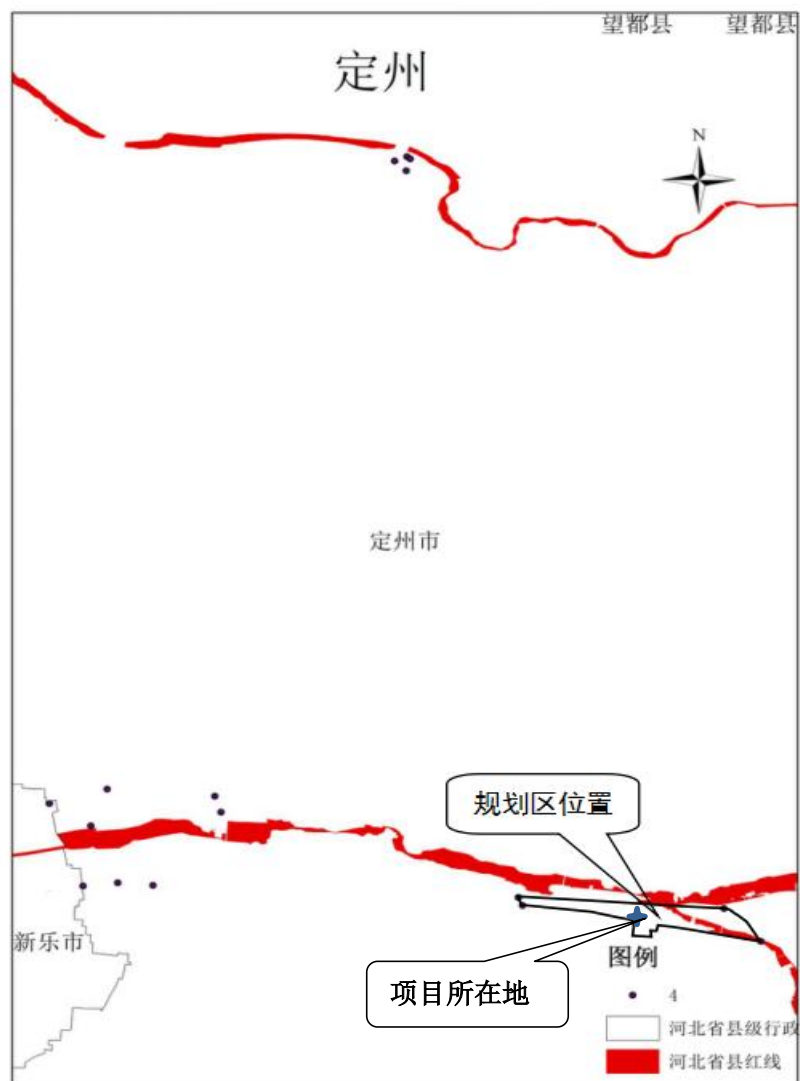 望都县 望都县
定州
N
定州市
规划区位置
新乐市
图例
项目所在地
4
河北省县级行政
河北省县红线